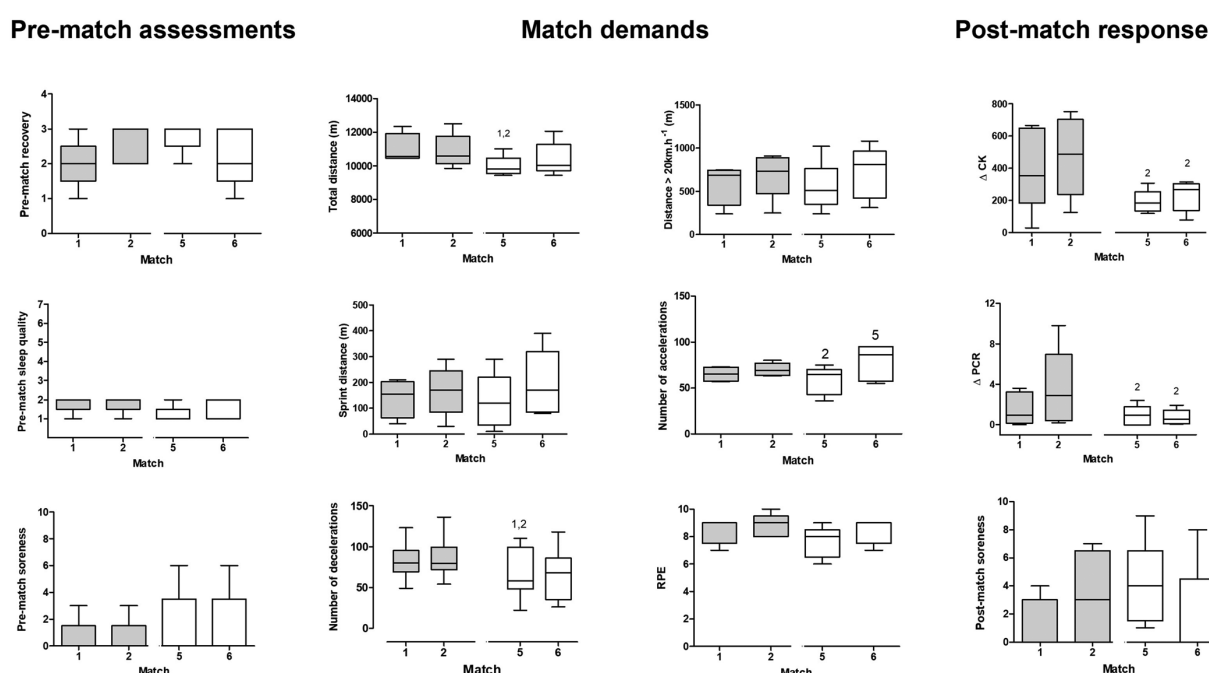 Pre-match assessments
Match demands
Post-match response
Pre-match recovery
4
3
2
1
0
1 2 5 6
Match
Total distance (m)
14000
12000
10000
8000
6000
1,2
1 2 5 6
Match
Distance > 20km.h⁻¹ (m)
1500
1000
500
0
1 2 5 6
Match
Δ CK
800
600
400
200
0
2
2
1 2 5 6
Match
Pre-match sleep quality
7
6
5
4
3
2
1
1 2 5 6
Match
Sprint distance (m)
500
400
300
200
100
0
1 2 5 6
Match
Number of accelerations
150
100
50
0
2
5
1 2 5 6
Match
Δ PCR
12
8
4
0
2
2
1 2 5 6
Match
Pre-match soreness
10
8
6
4
2
0
1 2 5 6
Match
Number of decelerations
150
100
50
0
1,2
1 2 5 6
Match
RPE
10
8
6
4
2
0
1 2 5 6
Match
Post-match soreness
10
8
6
4
2
0
1 2 5 6
Match